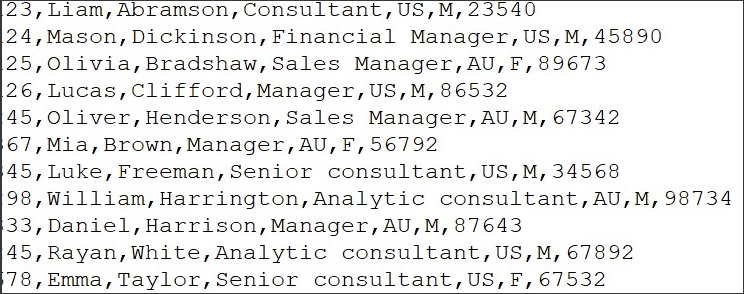 23,Liam,Abramson,Consultant,US,M,23540
24,Mason,Dickinson,Financial Manager,US,M,45890
25,Olivia,Bradshaw,Sales Manager,AU,F,89673
26,Lucas,Clifford,Manager,US,M,86532
45,Oliver,Henderson,Sales Manager,AU,M,67342
67,Mia,Brown,Manager,AU,F,56792
45,Luke,Freeman,Senior consultant,US,M,34568
98,William,Harrington,Analytic consultant,AU,M,98734
33,Daniel,Harrison,Manager,AU,M,87643
45,Rayan,White,Analytic consultant,US,M,67892
78,Emma,Taylor,Senior consultant,US,F,67532